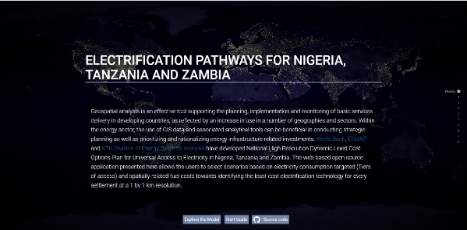 ELECTRIFICATION PATHWAYS FOR NIGERIA,
TANZANIA AND ZAMBIA
Home
Geospatial analysis is an effective tool supporting the planning, implementation and monitoring of basic services
delivery in developing countries, as reflected by an increase in use in a number of geographies and sectors. Within
the energy sector, the use of GIS data and associated analytical tools can be beneficial in conducting strategic
planning as well as prioritizing and rationalizing energy infrastructure related investments. World Bank, ESMAP
and KTH Division of Energy Systems Analysis have developed National High Resolution Dynamic Least Cost
Options Plan for Universal Access to Electricity in Nigeria, Tanzania and Zambia. The web-based open source
application presented here allows the users to select scenarios based on electricity consumption targeted (Tiers
of access) and spatially related fuel costs towards identifying the least cost electrification technology for every
settlement at a 1 by 1 km resolution.
Explore the Model Start Guide Source code